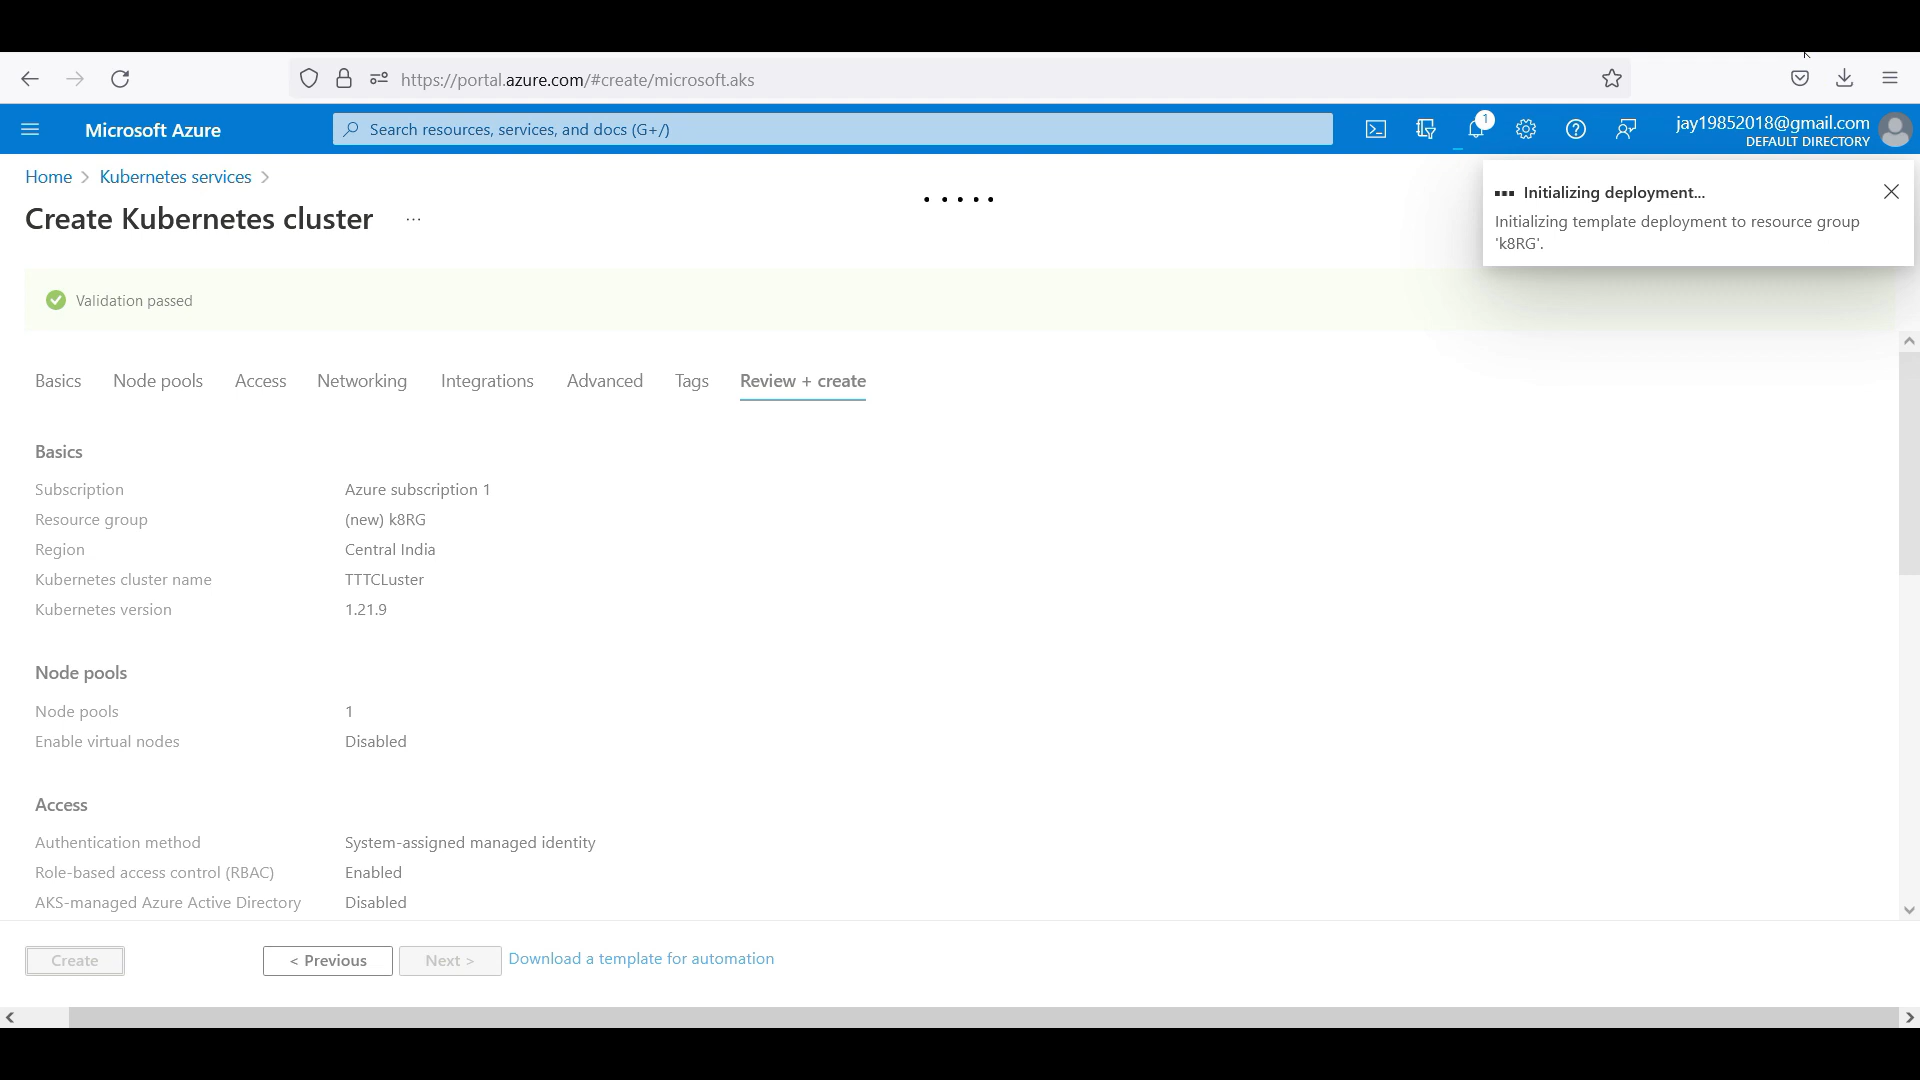 https://portal.azure.com/#create/microsoft.aks
Microsoft Azure
Search resources, services, and docs (G+/)
1
jay19852018@gmail.com
DEFAULT DIRECTORY
Home > Kubernetes services >
Create Kubernetes cluster ...
Initializing deployment...
Initializing template deployment to resource group
'k8RG'.
Validation passed
Basics Node pools Access Networking Integrations Advanced Tags Review + create
Basics
Subscription Azure subscription 1
Resource group (new) k8RG
Region Central India
Kubernetes cluster name TTTCLuster
Kubernetes version 1.21.9
Node pools
Node pools 1
Enable virtual nodes Disabled
Access
Authentication method System-assigned managed identity
Role-based access control (RBAC) Enabled
AKS-managed Azure Active Directory Disabled
Create < Previous Next > Download a template for automation